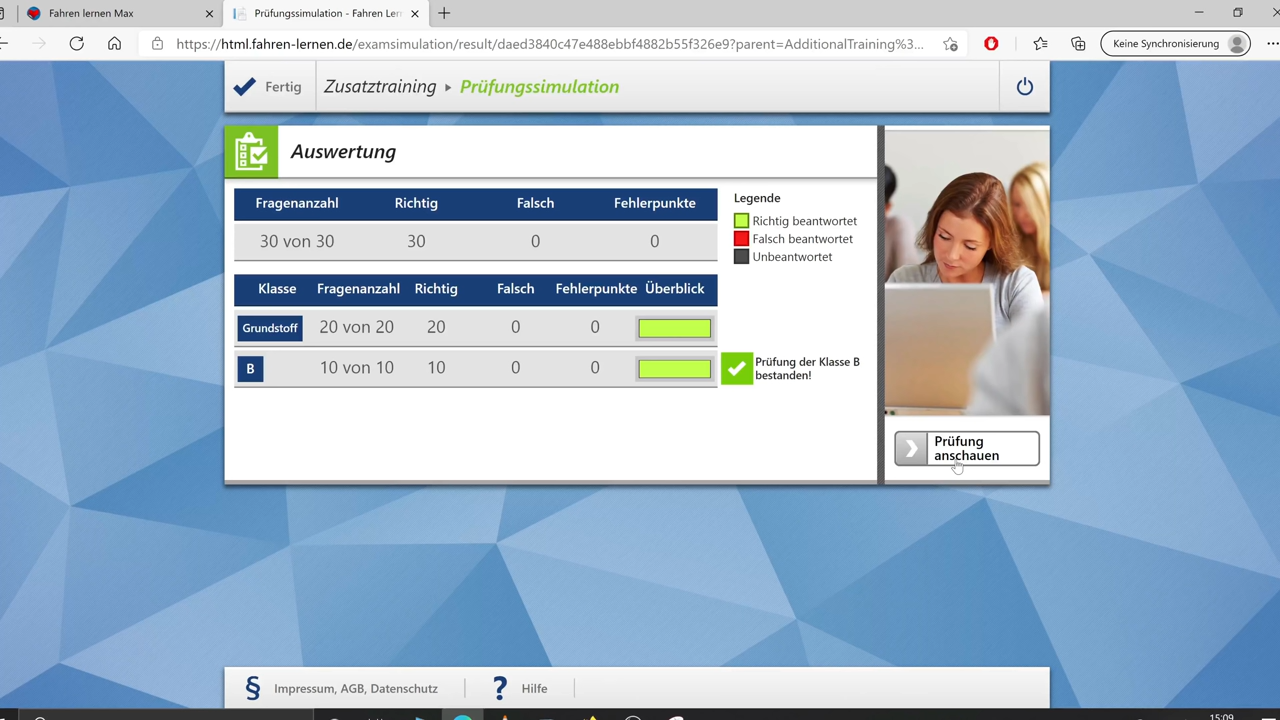 Fahren lernen Max
Prüfungssimulation - Fahren Ler
https://html.fahren-lernen.de/examsimulation/result/daed3840c47e488ebbf4882b55f326e9?parent=AdditionalTraining%3...
Keine Synchronisierung
Fertig
Zusatztraining ▸ Prüfungssimulation
Auswertung
Fragenanzahl Richtig Falsch Fehlerpunkte
30 von 30 30 0 0
Legende
Richtig beantwortet
Falsch beantwortet
Unbeantwortet
Klasse Fragenanzahl Richtig Falsch Fehlerpunkte Überblick
Grundstoff 20 von 20 20 0 0
B 10 von 10 10 0 0
Prüfung der Klasse B
bestanden!
Prüfung
anschauen
§ Impressum, AGB, Datenschutz
? Hilfe
15:09